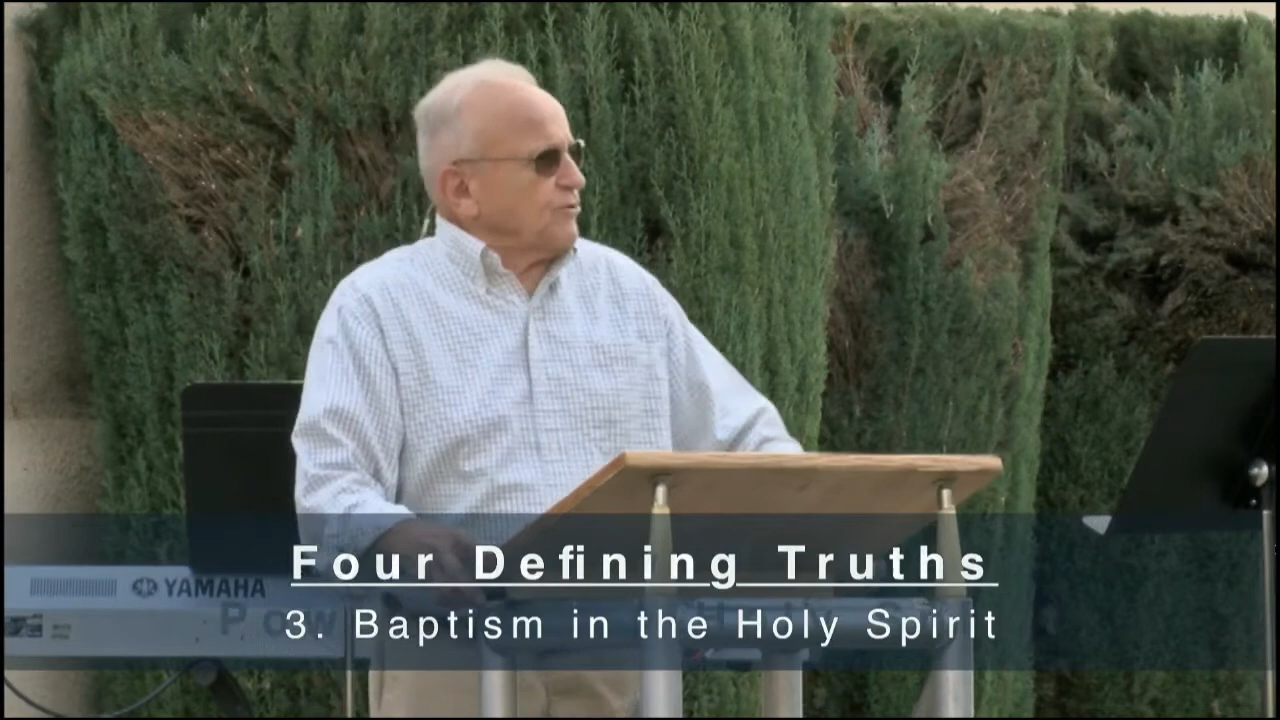 Four Defining Truths
3. Baptism in the Holy Spirit
YAMAHA